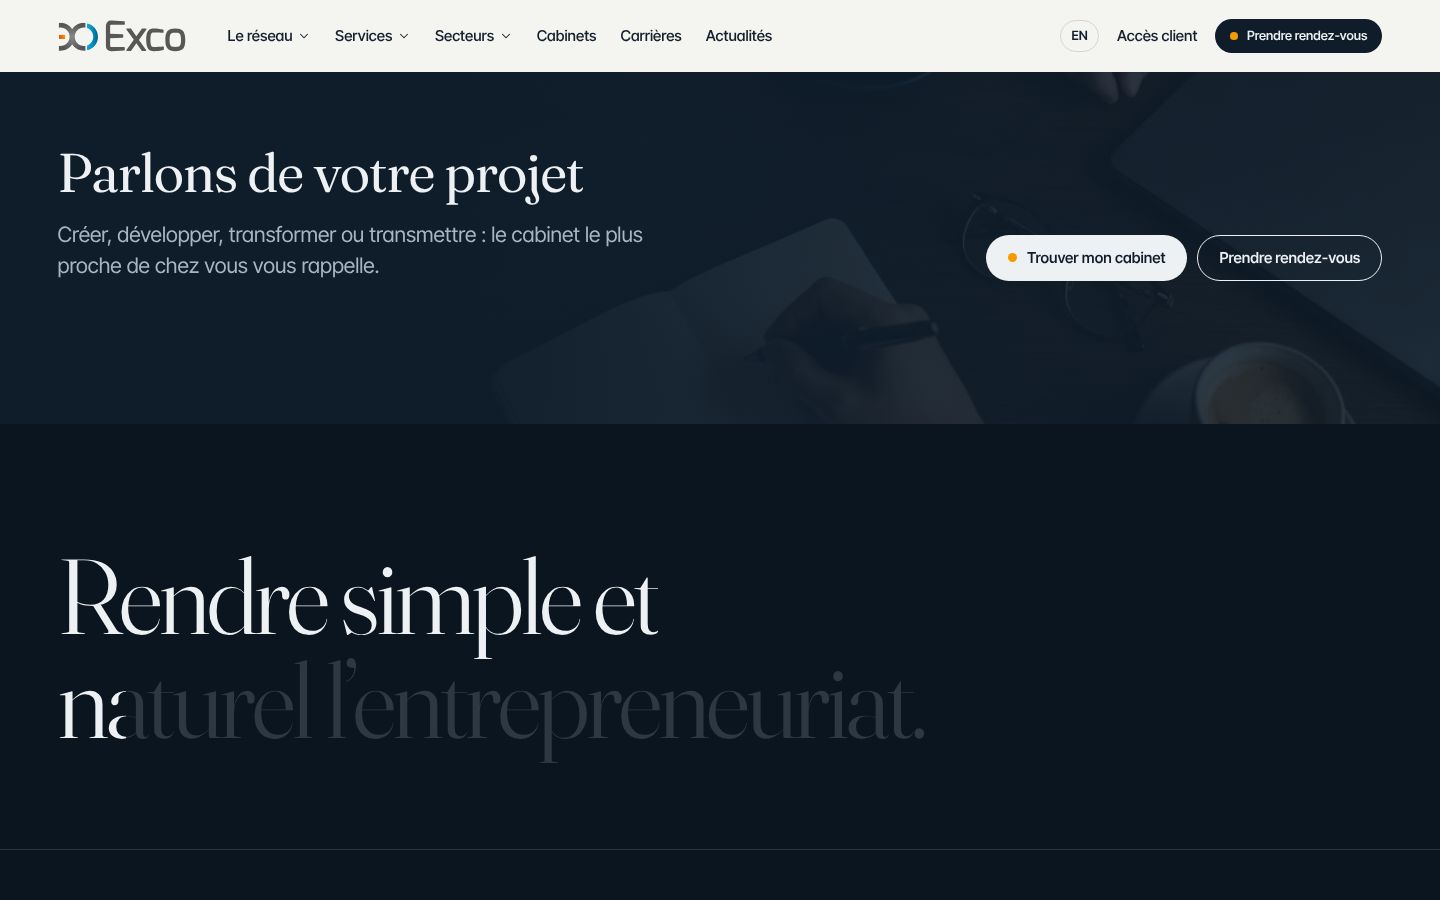 Exco
Le réseau
Services
Secteurs
Cabinets
Carrières
Actualités
EN
Accès client
Prendre rendez-vous
Parlons de votre projet
Créer, développer, transformer ou transmettre : le cabinet le plus
proche de chez vous vous rappelle.
Trouver mon cabinet
Prendre rendez-vous
Rendre simple et
naturel l’entrepreneuriat.